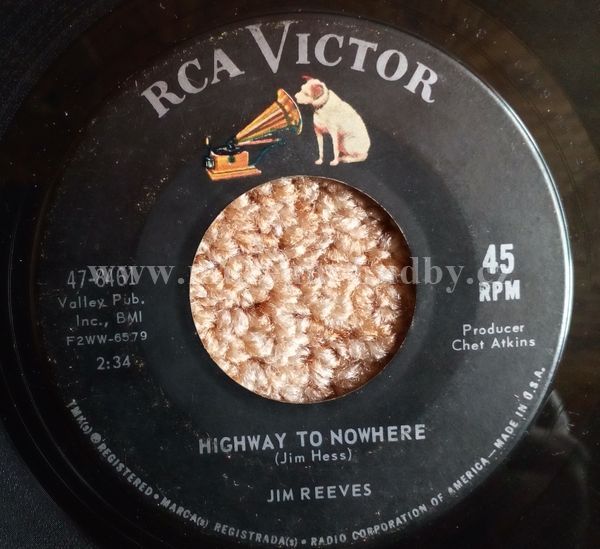 RCA VICTOR
Valley Pub.
Inc., BMI
F2WW-6579
2:34
45
RPM
Producer
Chet Atkins
HIGHWAY TO NOWHERE
(Jim Hess)
JIM REEVES
TMK(s) ® REGISTERED • MARCA(s) REGISTRADA(s) • RADIO CORPORATION OF AMERICA — MADE IN U.S.A.